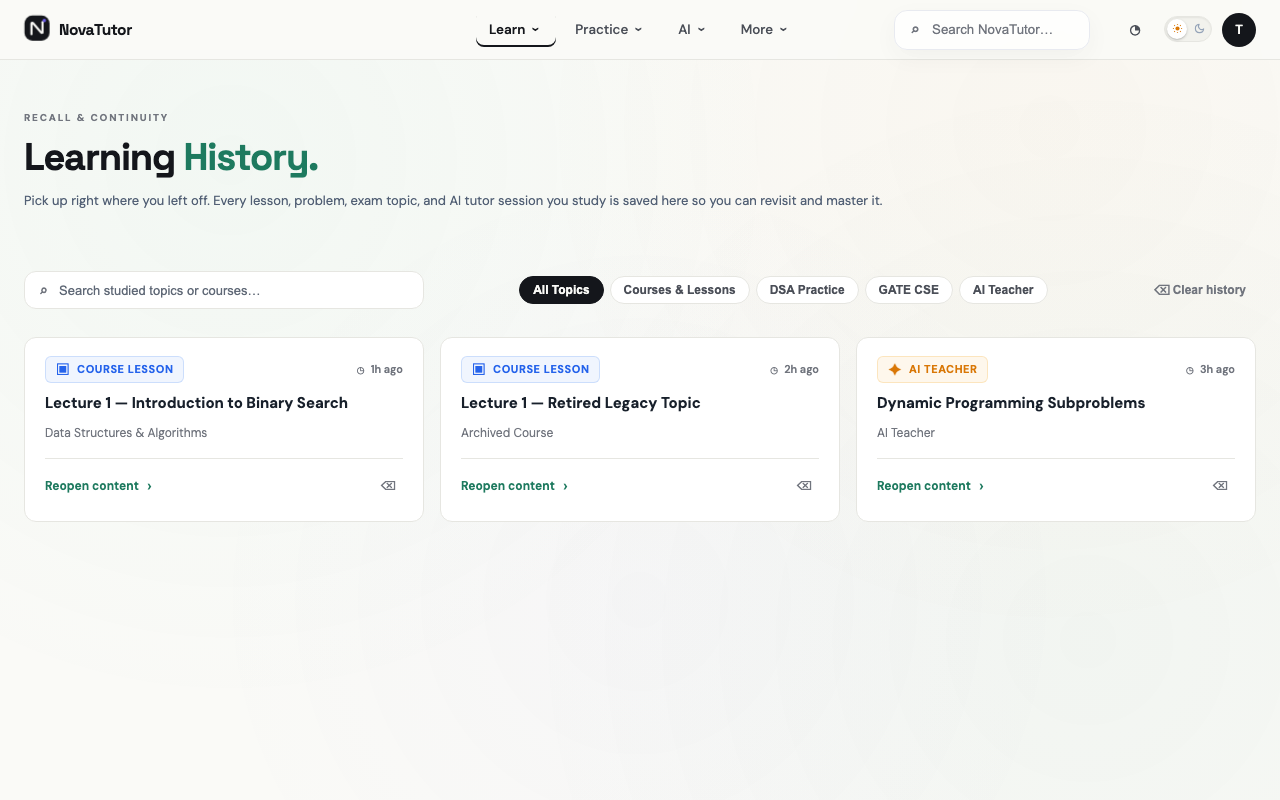 N NovaTutor
Learn Practice AI More
Search NovaTutor…
T
RECALL & CONTINUITY
Learning History.
Pick up right where you left off. Every lesson, problem, exam topic, and AI tutor session you study is saved here so you can revisit and master it.
Search studied topics or courses…
All Topics Courses & Lessons DSA Practice GATE CSE AI Teacher
Clear history
COURSE LESSON 1h ago
Lecture 1 — Introduction to Binary Search
Data Structures & Algorithms
Reopen content ›
COURSE LESSON 2h ago
Lecture 1 — Retired Legacy Topic
Archived Course
Reopen content ›
AI TEACHER 3h ago
Dynamic Programming Subproblems
AI Teacher
Reopen content ›